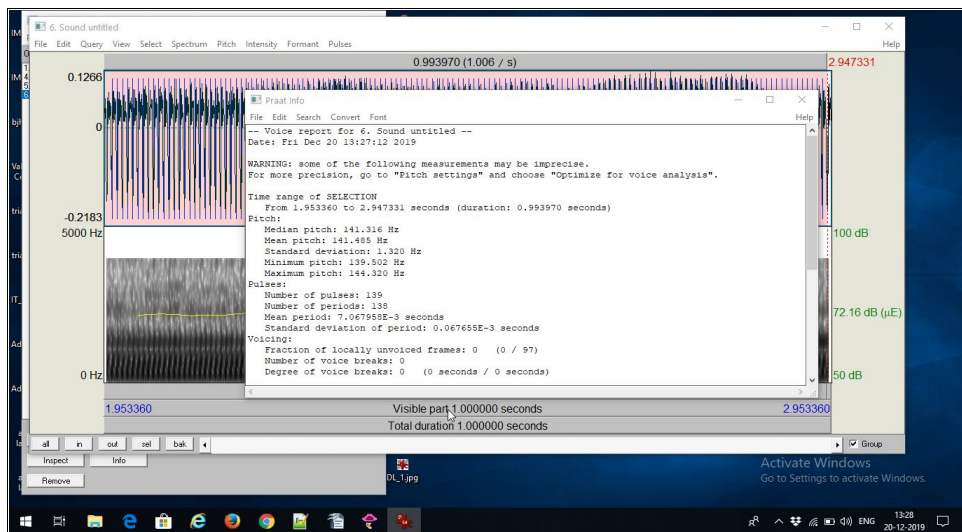 6. Sound untitled
File Edit Query View Select Spectrum Pitch Intensity Formant Pulses
Help
0.993970 (1.006 / s)
2.947331
0.1266
0
-0.2183
5000 Hz
0 Hz
100 dB
72.16 dB (µE)
50 dB
Praat Info
File Edit Search Convert Font
Help
-- Voice report for 6. Sound untitled --
Date: Fri Dec 20 13:27:12 2019
WARNING: some of the following measurements may be imprecise.
For more precision, go to "Pitch settings" and choose "Optimize for voice analysis".
Time range of SELECTION
From 1.953360 to 2.947331 seconds (duration: 0.993970 seconds)
Pitch:
Median pitch: 141.316 Hz
Mean pitch: 141.485 Hz
Standard deviation: 1.320 Hz
Minimum pitch: 139.502 Hz
Maximum pitch: 144.320 Hz
Pulses:
Number of pulses: 139
Number of periods: 138
Mean period: 7.067958E-3 seconds
Standard deviation of period: 0.067655E-3 seconds
Voicing:
Fraction of locally unvoiced frames: 0 (0 / 97)
Number of voice breaks: 0
Degree of voice breaks: 0 (0 seconds / 0 seconds)
1.953360
Visible part 1.000000 seconds
2.953360
Total duration 1.000000 seconds
all in out sel bak
Group
Inspect Info
Remove
DL_1.jpg
Activate Windows
Go to Settings to activate Windows.
ENG
13:28
20-12-2019